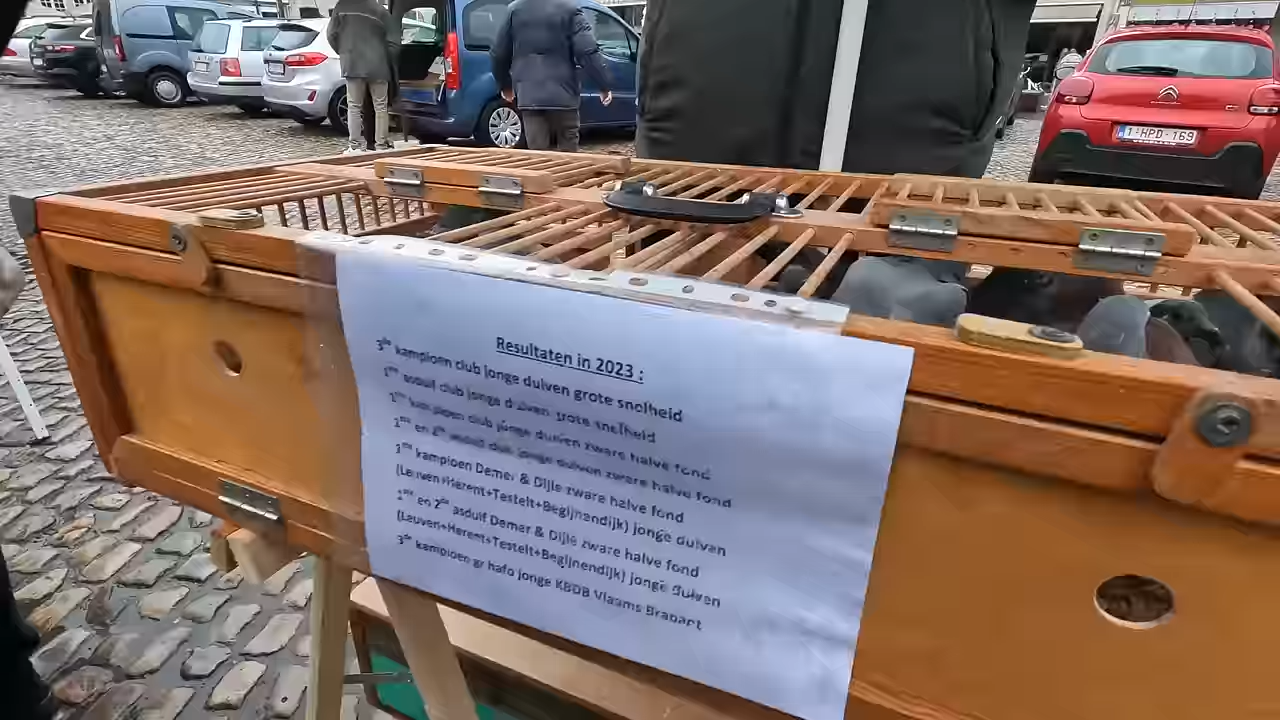 1-HPD-169
Resultaten in 2023 :
3de kampioen club jonge duiven grote snelheid
1ste asduif club jonge duiven grote snelheid
1ste kampioen club jonge duiven zware halve fond
1ste en 2de asduif club jonge duiven zware halve fond
kampioen Demer & Dijle zware halve fond
(Leuven+Herent+Testelt+Begijnendijk) jonge duiven
1ste en 2de asduif Demer & Dijle zware halve fond
(Leuven+Herent+Testelt+Begijnendijk) jonge duiven
3de kampioen gr hafo jonge KBDB Vlaams Brabant